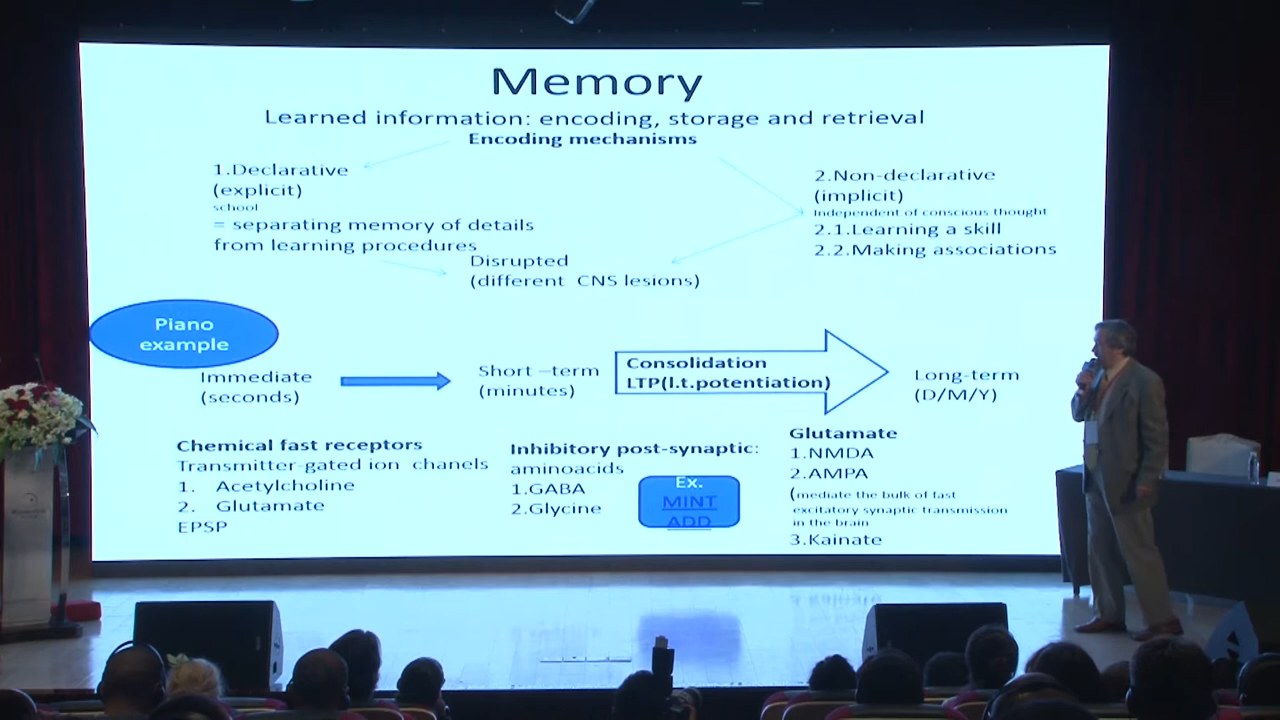 Memory
Learned information: encoding, storage and retrieval
Encoding mechanisms
1.Declarative
(explicit)
school
= separating memory of details
from learning procedures
2.Non-declarative
(implicit)
Independent of conscious thought
2.1.Learning a skill
2.2.Making associations
Disrupted
(different CNS lesions)
Piano
example
Immediate
(seconds)
Short –term
(minutes)
Consolidation
LTP(l.t.potentiation)
Long-term
(D/M/Y)
Chemical fast receptors
Transmitter-gated ion chanels
1. Acetylcholine
2. Glutamate
EPSP
Inhibitory post-synaptic:
aminoacids
1.GABA
2.Glycine
Ex.
MINT
ADD
Glutamate
1.NMDA
2.AMPA
(mediate the bulk of fast
excitatory synaptic transmission
in the brain
3.Kainate